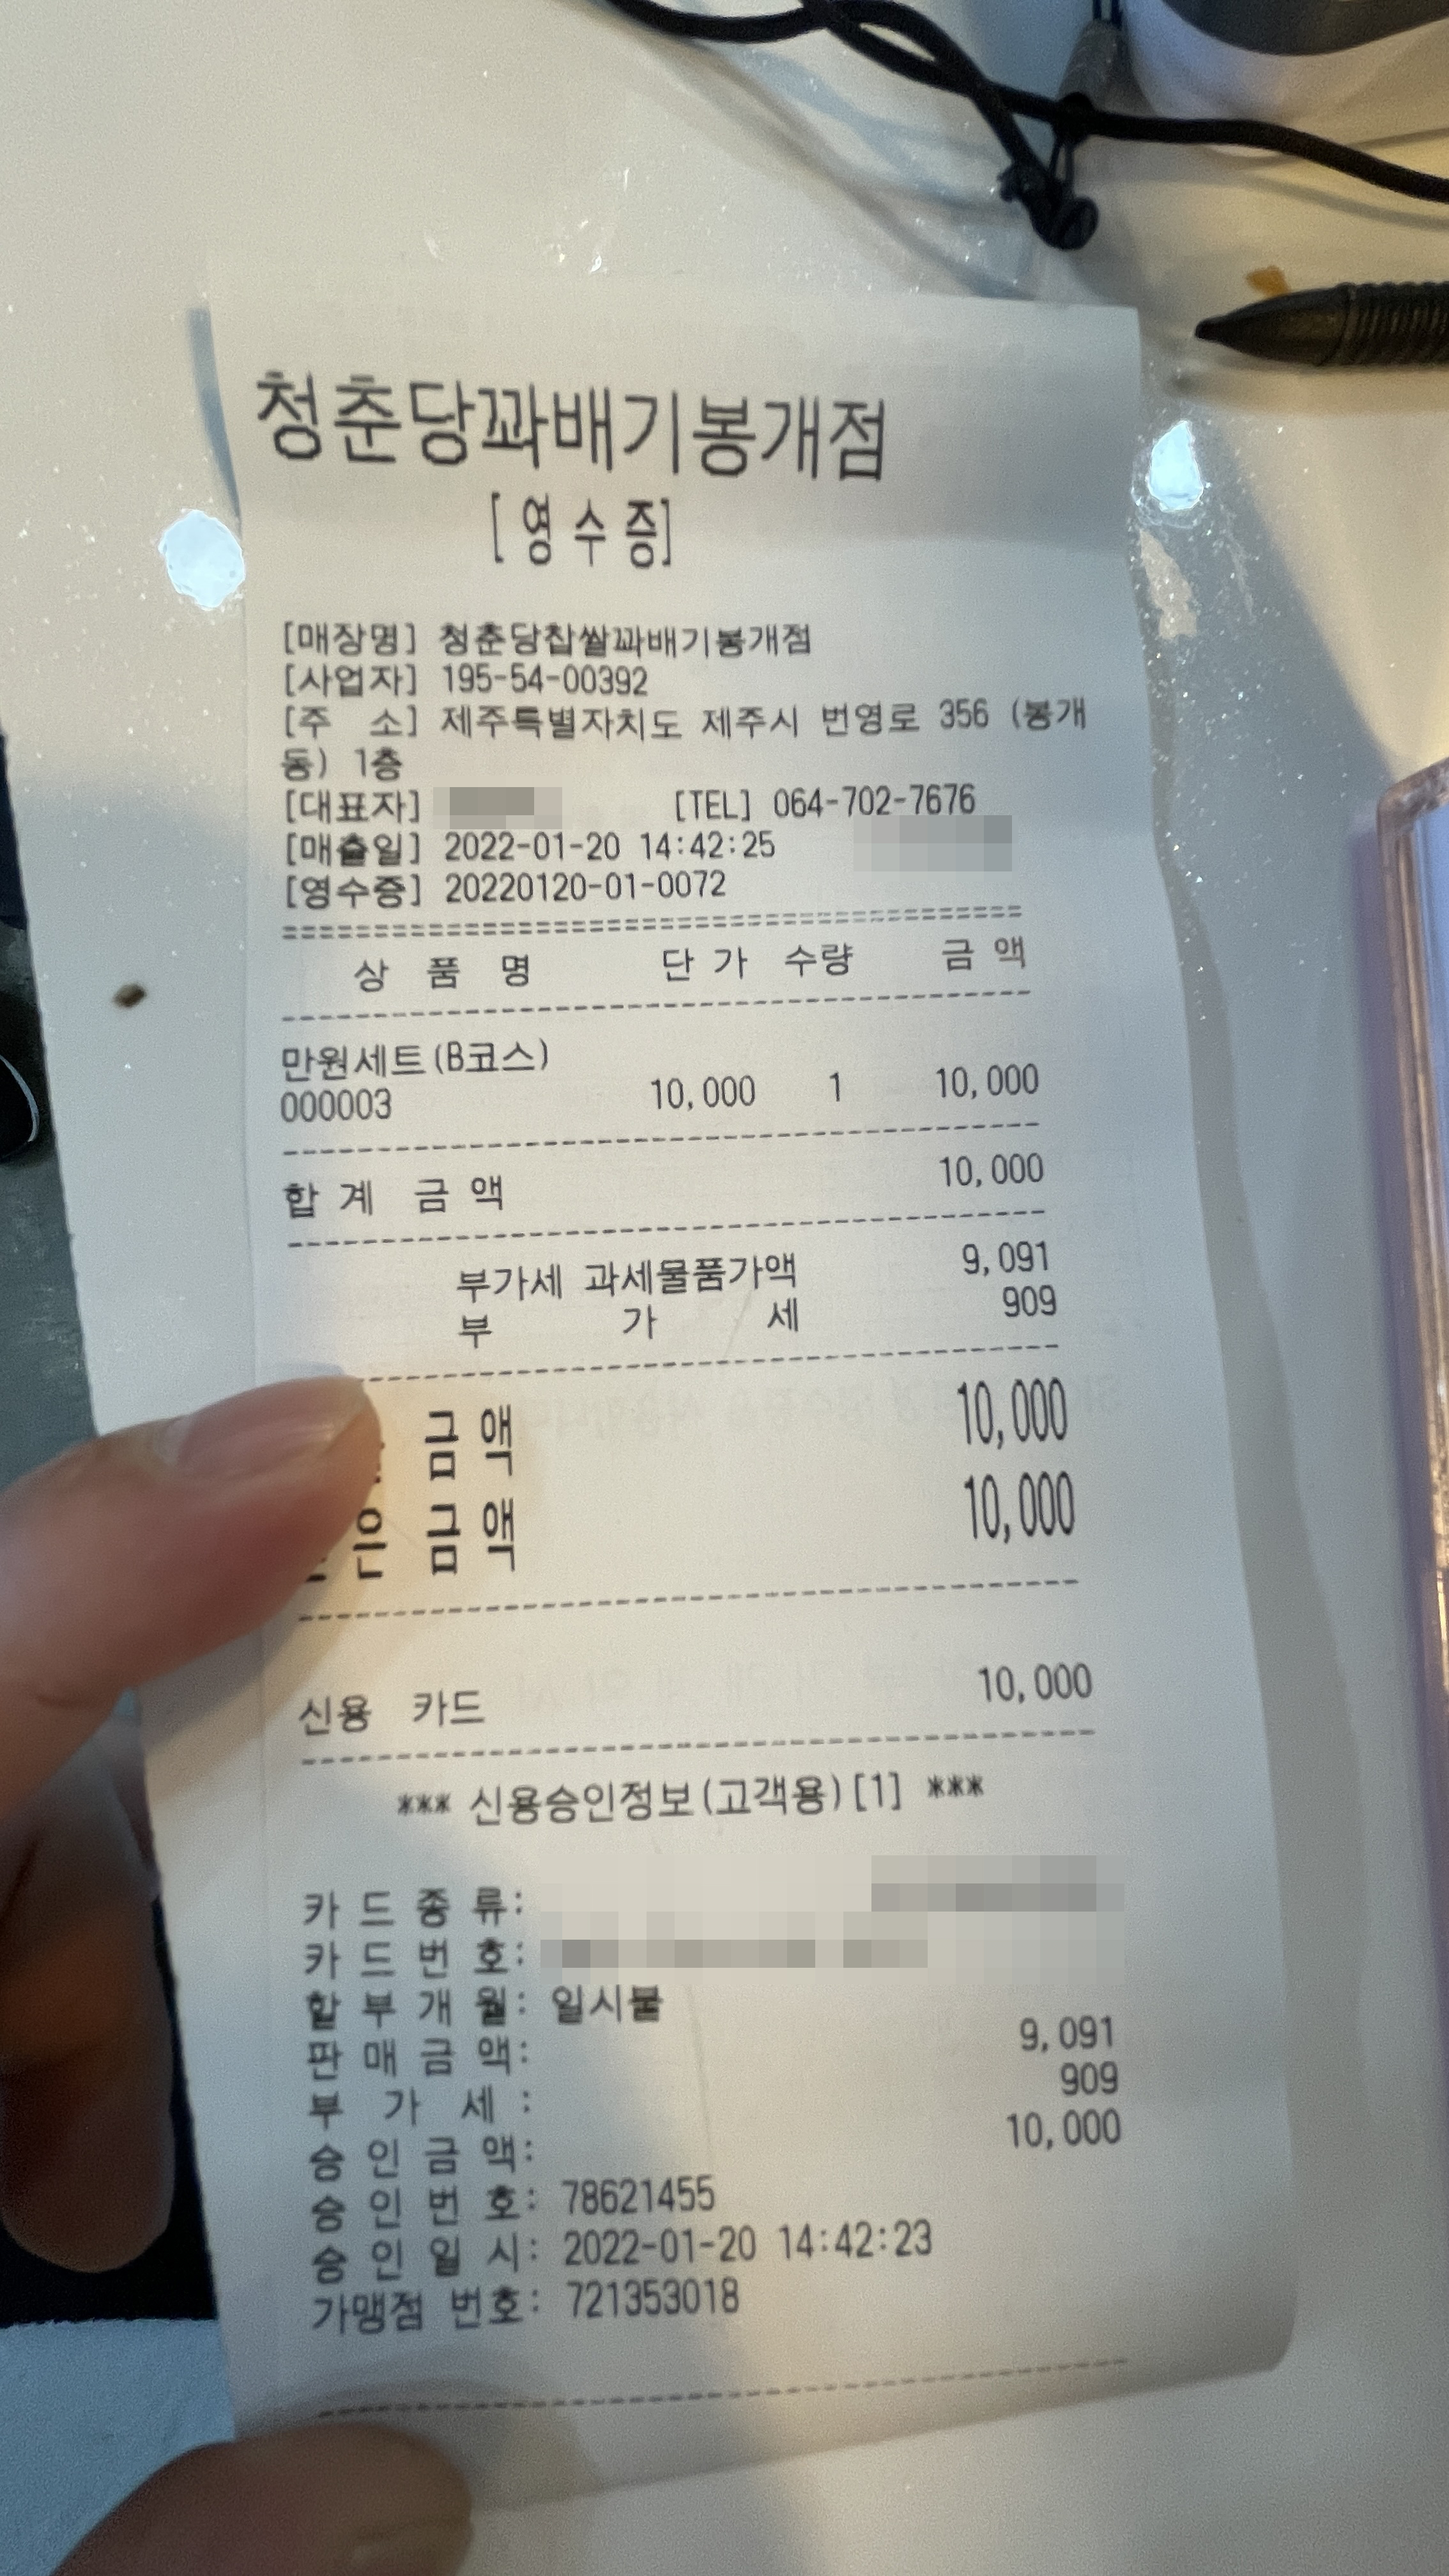 청춘당꽈배기봉개점
[ 영 수 증]
[매장명] 청춘당찹쌀꽈배기봉개점
[사업자] 195-54-00392
[주 소] 제주특별자치도 제주시 번영로 356 (봉개
동) 1층
[대표자] [TEL] 064-702-7676
[매출일] 2022-01-20 14:42:25
[영수증] 20220120-01-0072
상 품 명 단 가 수량 금 액
만원세트(B코스)
000003 10,000 1 10,000
합 계 금 액 10,000
부가세 과세물품가액 9,091
부 가 세 909
금 액 10,000
은 금 액 10,000
신용 카드 10,000
*** 신용승인정보(고객용)[1] ***
카 드 종 류:
카 드 번 호:
할 부 개 월: 일시불
판 매 금 액: 9,091
부 가 세 : 909
승 인 금 액: 10,000
승 인 번 호: 78621455
승 인 일 시: 2022-01-20 14:42:23
가맹점 번호: 721353018